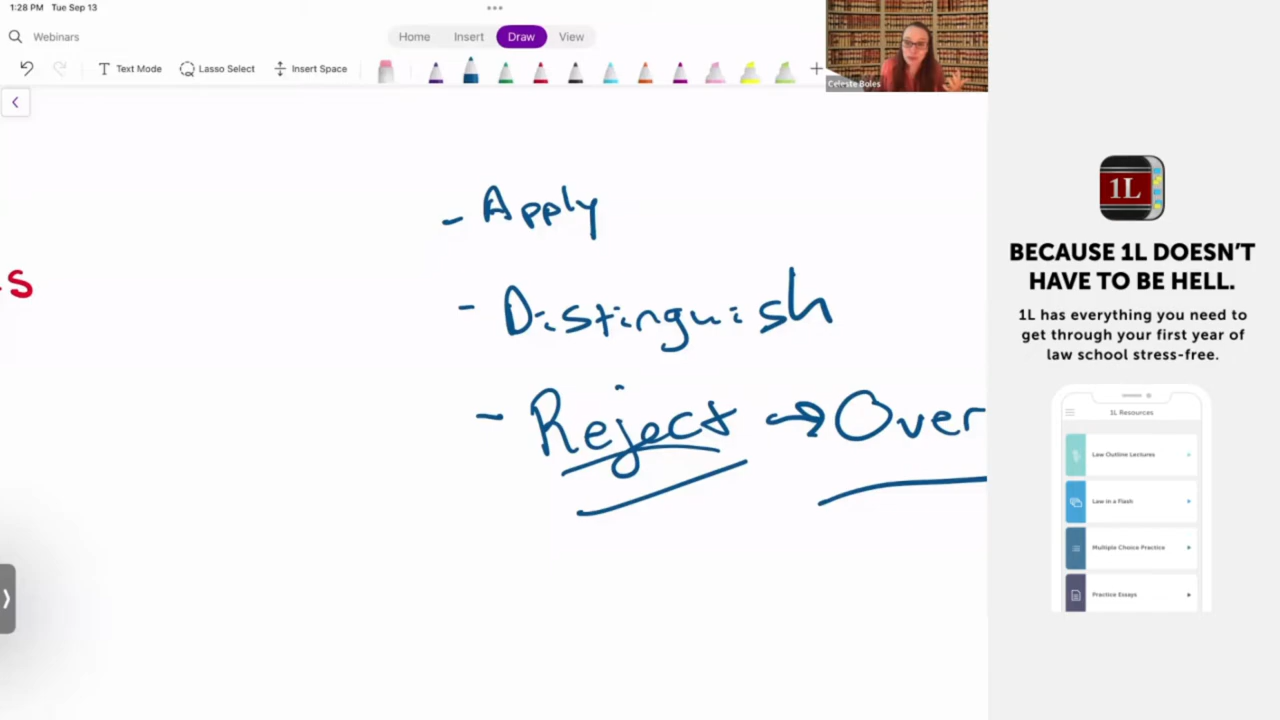 1:28 PM Tue Sep 13
Webinars
Home Insert Draw View
Text Mode Lasso Select Insert Space
Celeste Boles
- Apply
s
- Distinguish
- Reject → Over
1L
BECAUSE 1L DOESN'T
HAVE TO BE HELL.
1L has everything you need to
get through your first year of
law school stress-free.
1L Resources
Law Outline Lectures
Law in a Flash
Multiple Choice Practice
Practice Essays